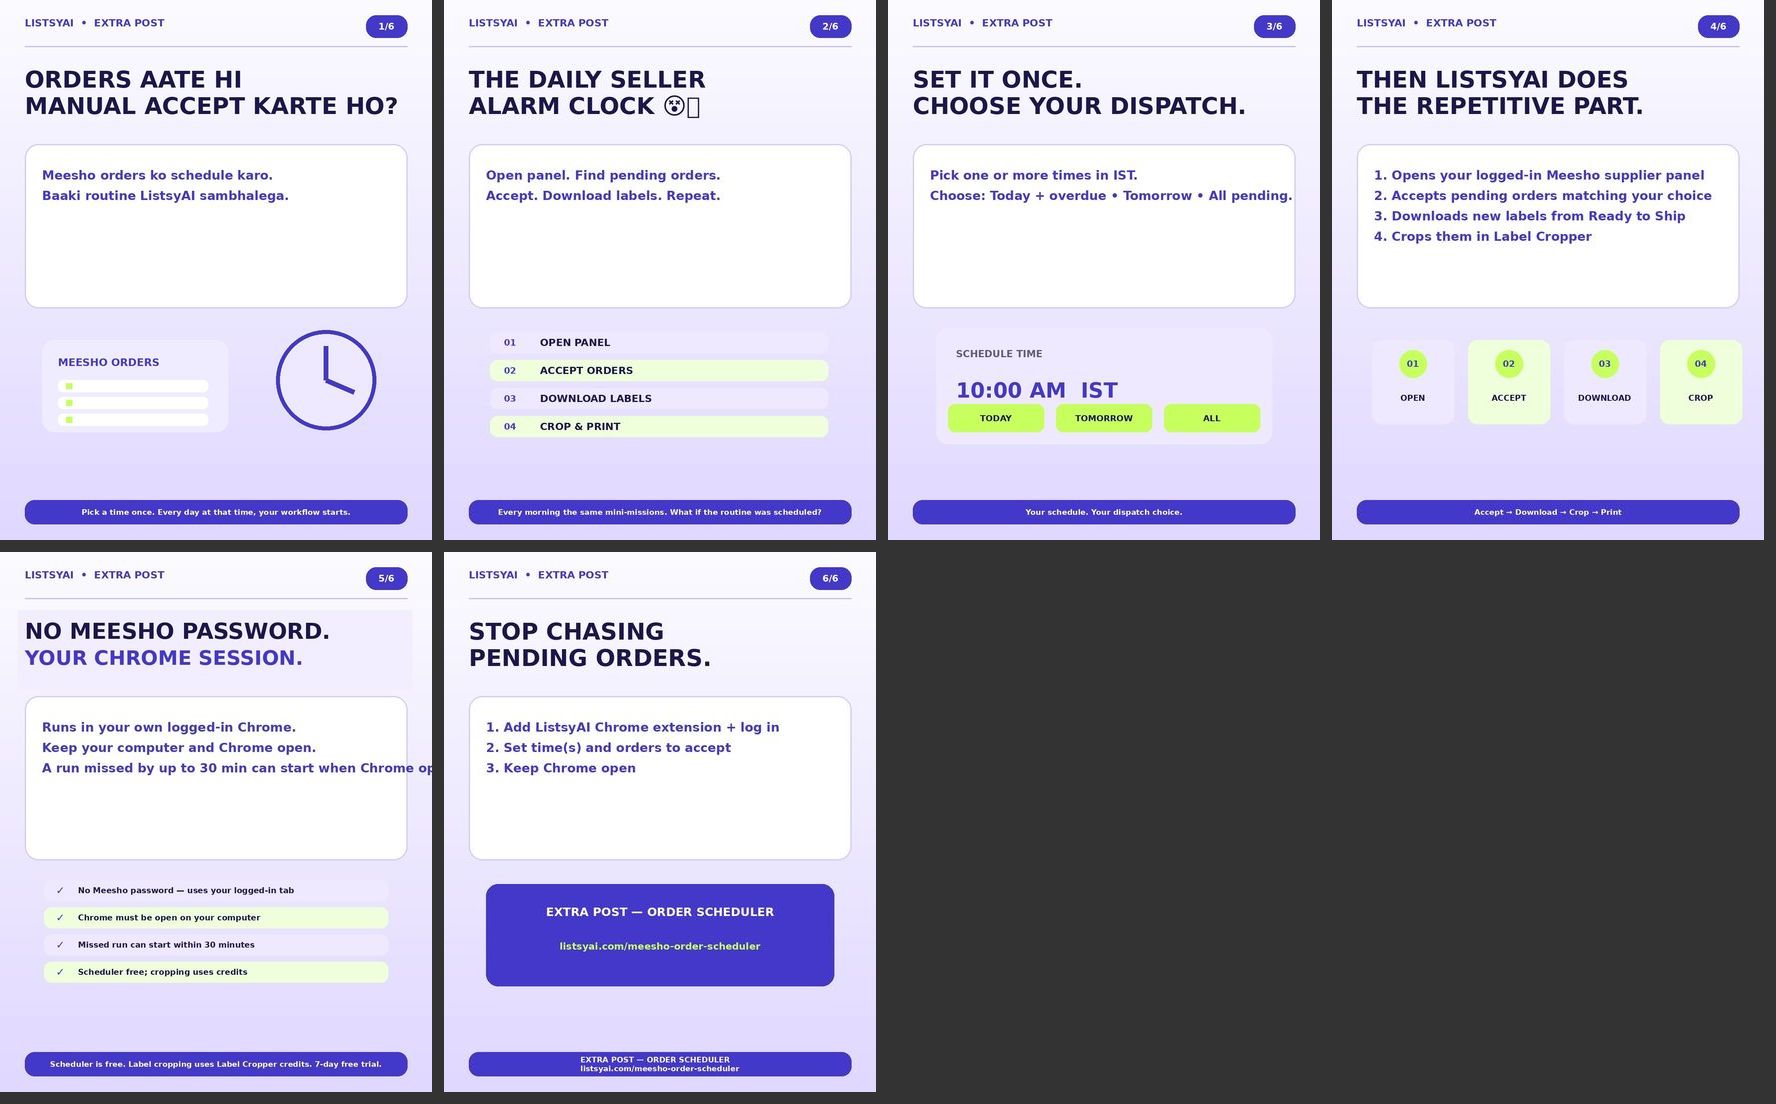 LISTSYAI • EXTRA POST
1/6
ORDERS AATE HI
MANUAL ACCEPT KARTE HO?
Meesho orders ko schedule karo.
Baaki routine ListsyAI sambhalega.
MEESHO ORDERS
Pick a time once. Every day at that time, your workflow starts.
LISTSYAI • EXTRA POST
2/6
THE DAILY SELLER
ALARM CLOCK 😵
Open panel. Find pending orders.
Accept. Download labels. Repeat.
01 OPEN PANEL
02 ACCEPT ORDERS
03 DOWNLOAD LABELS
04 CROP & PRINT
Every morning the same mini-missions. What if the routine was scheduled?
LISTSYAI • EXTRA POST
3/6
SET IT ONCE.
CHOOSE YOUR DISPATCH.
Pick one or more times in IST.
Choose: Today + overdue • Tomorrow • All pending.
SCHEDULE TIME
10:00 AM IST
TODAY TOMORROW ALL
Your schedule. Your dispatch choice.
LISTSYAI • EXTRA POST
4/6
THEN LISTSYAI DOES
THE REPETITIVE PART.
1. Opens your logged-in Meesho supplier panel
2. Accepts pending orders matching your choice
3. Downloads new labels from Ready to Ship
4. Crops them in Label Cropper
01 02 03 04
OPEN ACCEPT DOWNLOAD CROP
Accept → Download → Crop → Print
LISTSYAI • EXTRA POST
5/6
NO MEESHO PASSWORD.
YOUR CHROME SESSION.
Runs in your own logged-in Chrome.
Keep your computer and Chrome open.
A run missed by up to 30 min can start when Chrome op
✓ No Meesho password — uses your logged-in tab
✓ Chrome must be open on your computer
✓ Missed run can start within 30 minutes
✓ Scheduler free; cropping uses credits
Scheduler is free. Label cropping uses Label Cropper credits. 7-day free trial.
LISTSYAI • EXTRA POST
6/6
STOP CHASING
PENDING ORDERS.
1. Add ListsyAI Chrome extension + log in
2. Set time(s) and orders to accept
3. Keep Chrome open
EXTRA POST — ORDER SCHEDULER
listsyai.com/meesho-order-scheduler
EXTRA POST — ORDER SCHEDULER
listsyai.com/meesho-order-scheduler